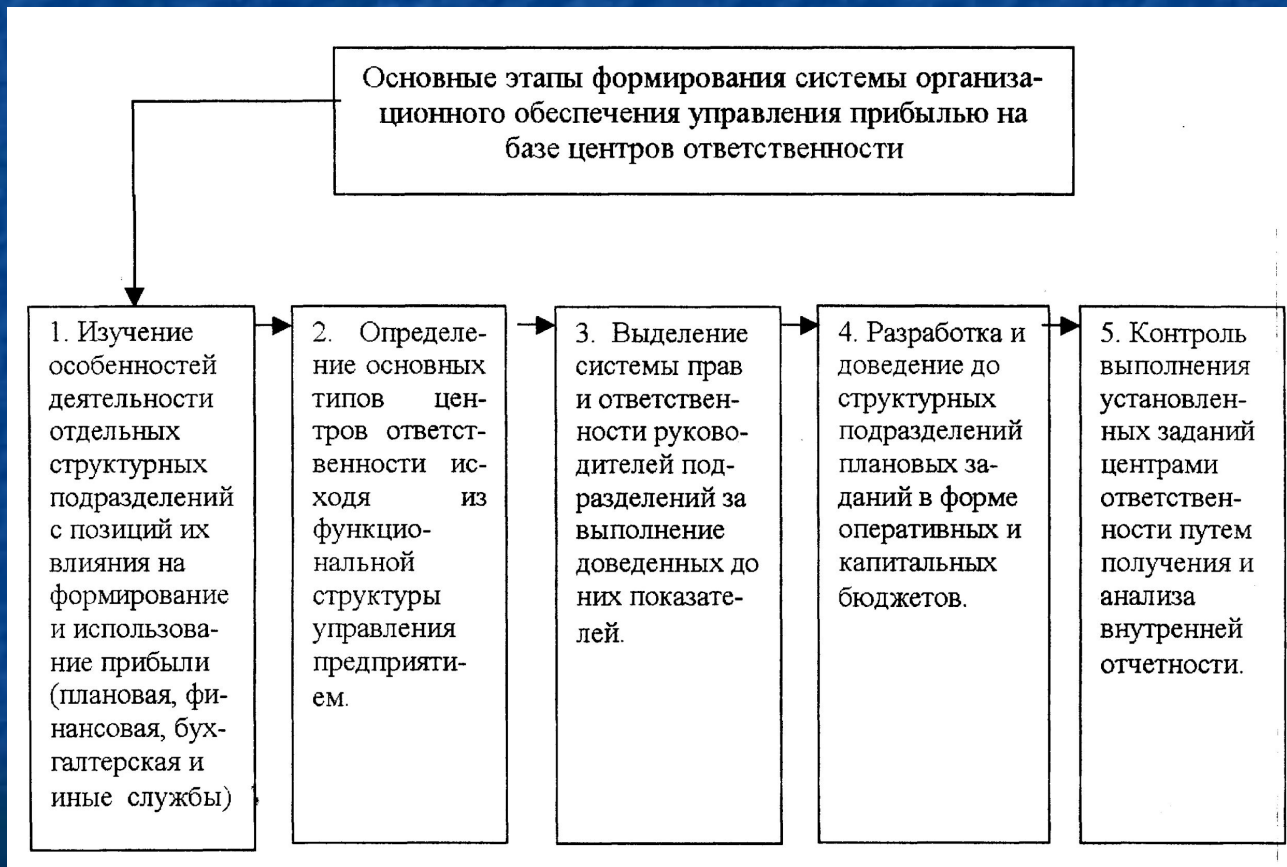 Основные этапы формирования системы организа-
ционного обеспечения управления прибылью на
базе центров ответственности
1. Изучение
особенностей
деятельности
отдельных
структурных
подразделений
с позиций их
влияния на
формирование
и использова-
ние прибыли
(плановая, фи-
нансовая, бух-
галтерская и
иные службы)
2. Определе-
ние основных
типов цен-
тров ответст-
венности ис-
ходя из
функцио-
нальной
структуры
управления
предприяти-
ем.
3. Выделение
системы прав
и ответствен-
ности руково-
дителей под-
разделений за
выполнение
доведенных до
них показате-
лей.
4. Разработка и
доведение до
структурных
подразделений
плановых за-
даний в форме
оперативных и
капитальных
бюджетов.
5. Контроль
выполнения
установлен-
ных заданий
центрами
ответствен-
ности путем
получения и
анализа
внутренней
отчетности.